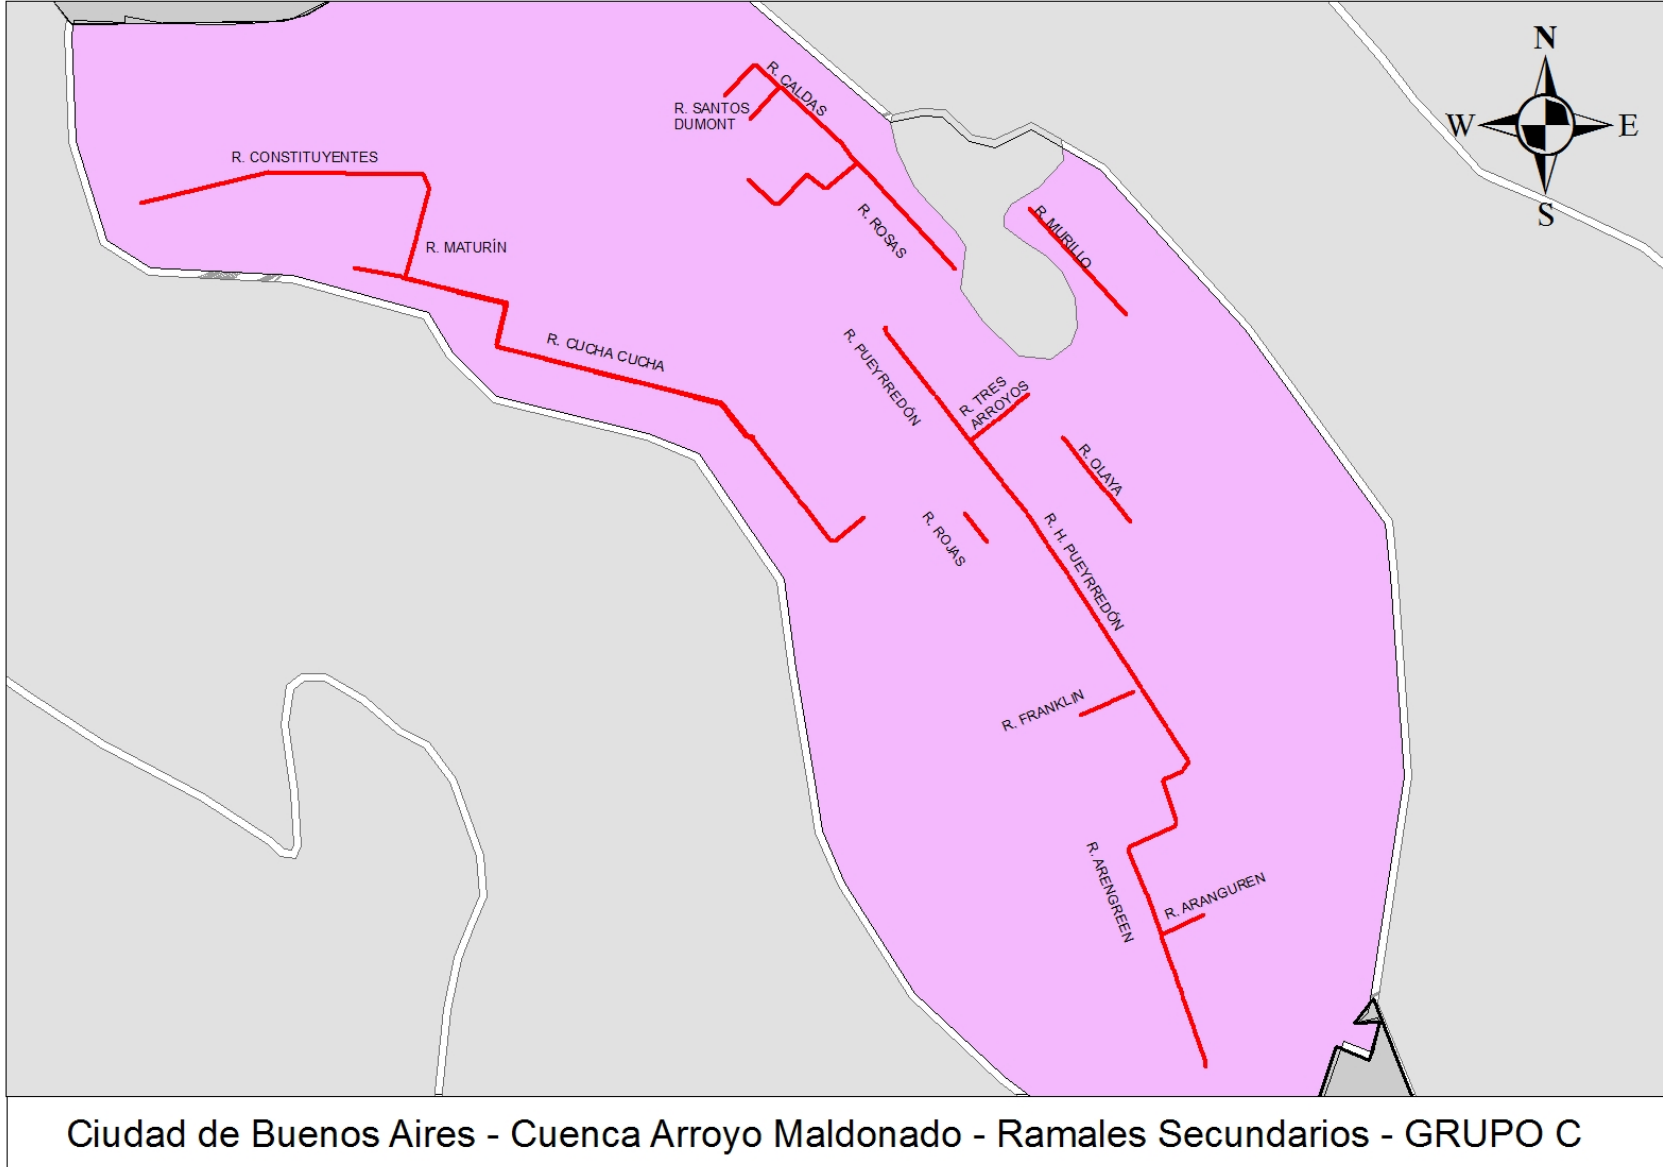 N
W
E
S
R. CALDAS
R. SANTOS
DUMONT
R. CONSTITUYENTES
R. ROSAS
R. MURILLO
R. MATURÍN
R. CUCHA CUCHA
R. PUEYRREDÓN
R. TRES
ARROYOS
R. OLAYA
R. ROJAS
R. H. PUEYRREDÓN
R. FRANKLIN
R. ARENGREEN
R. ARANGUREN
Ciudad de Buenos Aires - Cuenca Arroyo Maldonado - Ramales Secundarios - GRUPO C